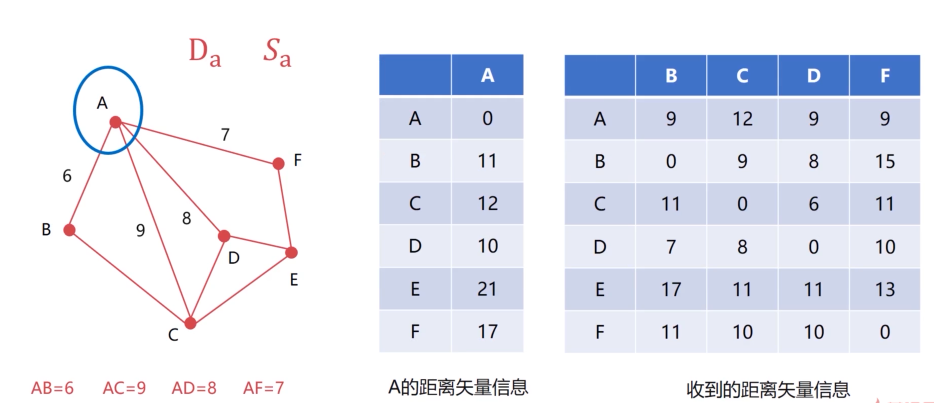 Da Sa
A
7
F
6
B
9
8
D
E
C
AB=6 AC=9 AD=8 AF=7
A
A 0
B 11
C 12
D 10
E 21
F 17
A的距离矢量信息
B C D F
A 9 12 9 9
B 0 9 8 15
C 11 0 6 11
D 7 8 0 10
E 17 11 11 13
F 11 10 10 0
收到的距离矢量信息